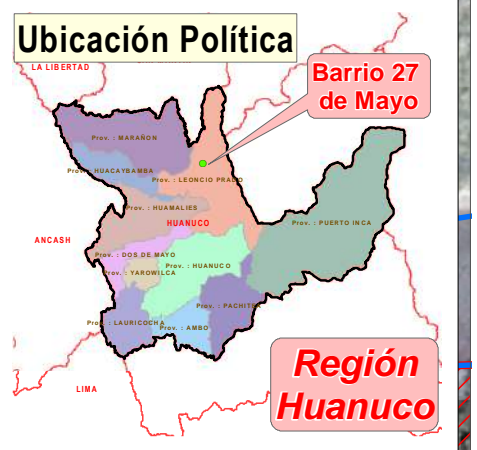 Ubicación Política
LA LIBERTAD
Barrio 27
de Mayo
Prov. : MARAÑON
Prov. : HUACAYBAMBA
Prov. : LEONCIO PRADO
Prov. : HUAMALIES
HUANUCO
Prov. : PUERTO INCA
ANCASH
Prov. : DOS DE MAYO
Prov. : HUANUCO
Prov. : YAROWILCA
Prov. : PACHITEA
Prov. : LAURICOCHA
Prov. : AMBO
Región
Huanuco
LIMA